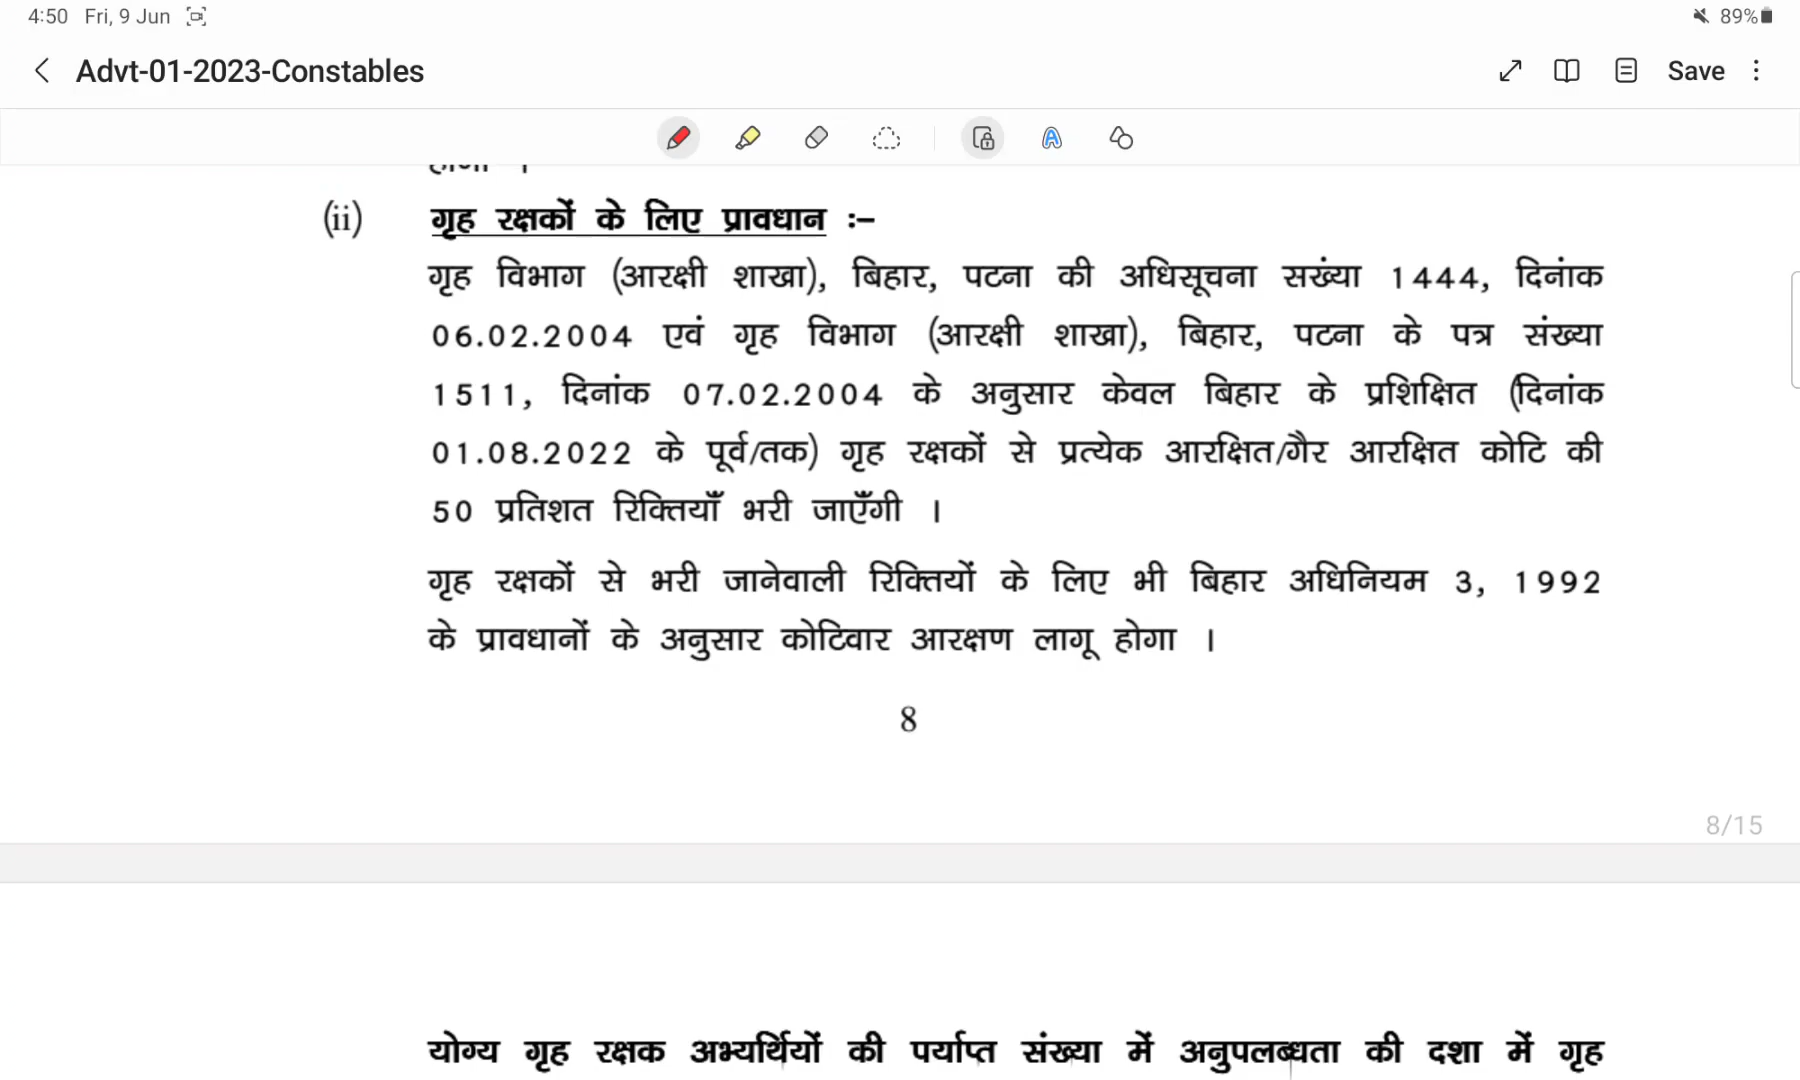 4:50 Fri, 9 Jun 89%
Advt-01-2023-Constables Save
(ii) गृह रक्षकों के लिए प्रावधान :–
गृह विभाग (आरक्षी शाखा), बिहार, पटना की अधिसूचना सख्ंया 1444, दिनांक
06.02.2004 एवं गृह विभाग (आरक्षी शाखा), बिहार, पटना के पत्र संख्या
1511, दिनांक 07.02.2004 के अनुसार केवल बिहार के प्रशिक्षित (दिनांक
01.08.2022 के पूर्व/तक) गृह रक्षकों से प्रत्येक आरक्षित/गैर आरक्षित कोटि की
50 प्रतिशत रिक्तियाँ भरी जाएँगी ।
गृह रक्षकों से भरी जानेवाली रिक्तियों के लिए भी बिहार अधिनियम 3, 1992
के प्रावधानों के अनुसार कोटिवार आरक्षण लागू होगा ।
8
8/15
योग्य गृह रक्षक अभ्यर्थियों की पर्याप्त संख्या में अनुपलब्धता की दशा में गृह